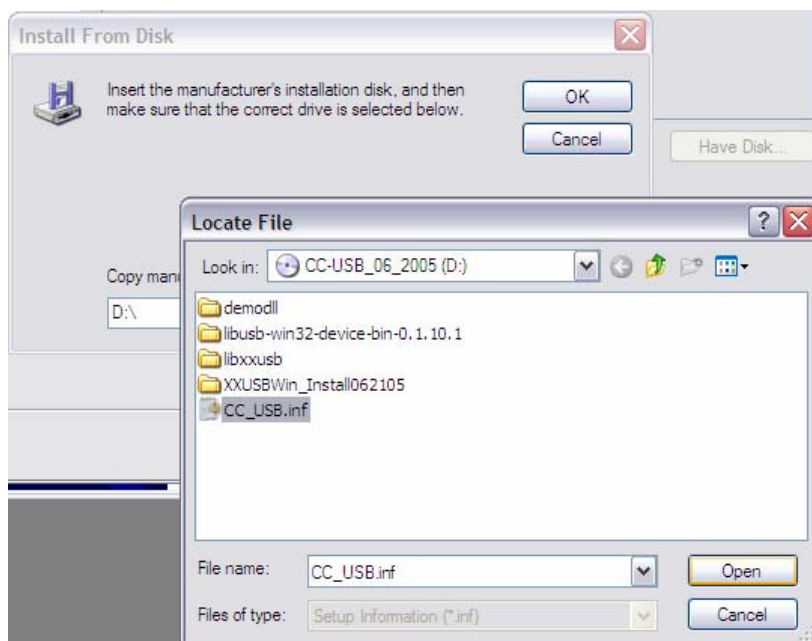 Install From Disk
Insert the manufacturer's installation disk, and then
make sure that the correct drive is selected below.
OK
Cancel
Have Disk...
Locate File
Look in:
CC-USB_06_2005 (D:)
Copy manu
D:\
demodll
libusb-win32-device-bin-0.1.10.1
libxxusb
XXUSBWin_Install062105
CC_USB.inf
File name:
CC_USB.inf
Open
Files of type:
Setup Information (*.inf)
Cancel